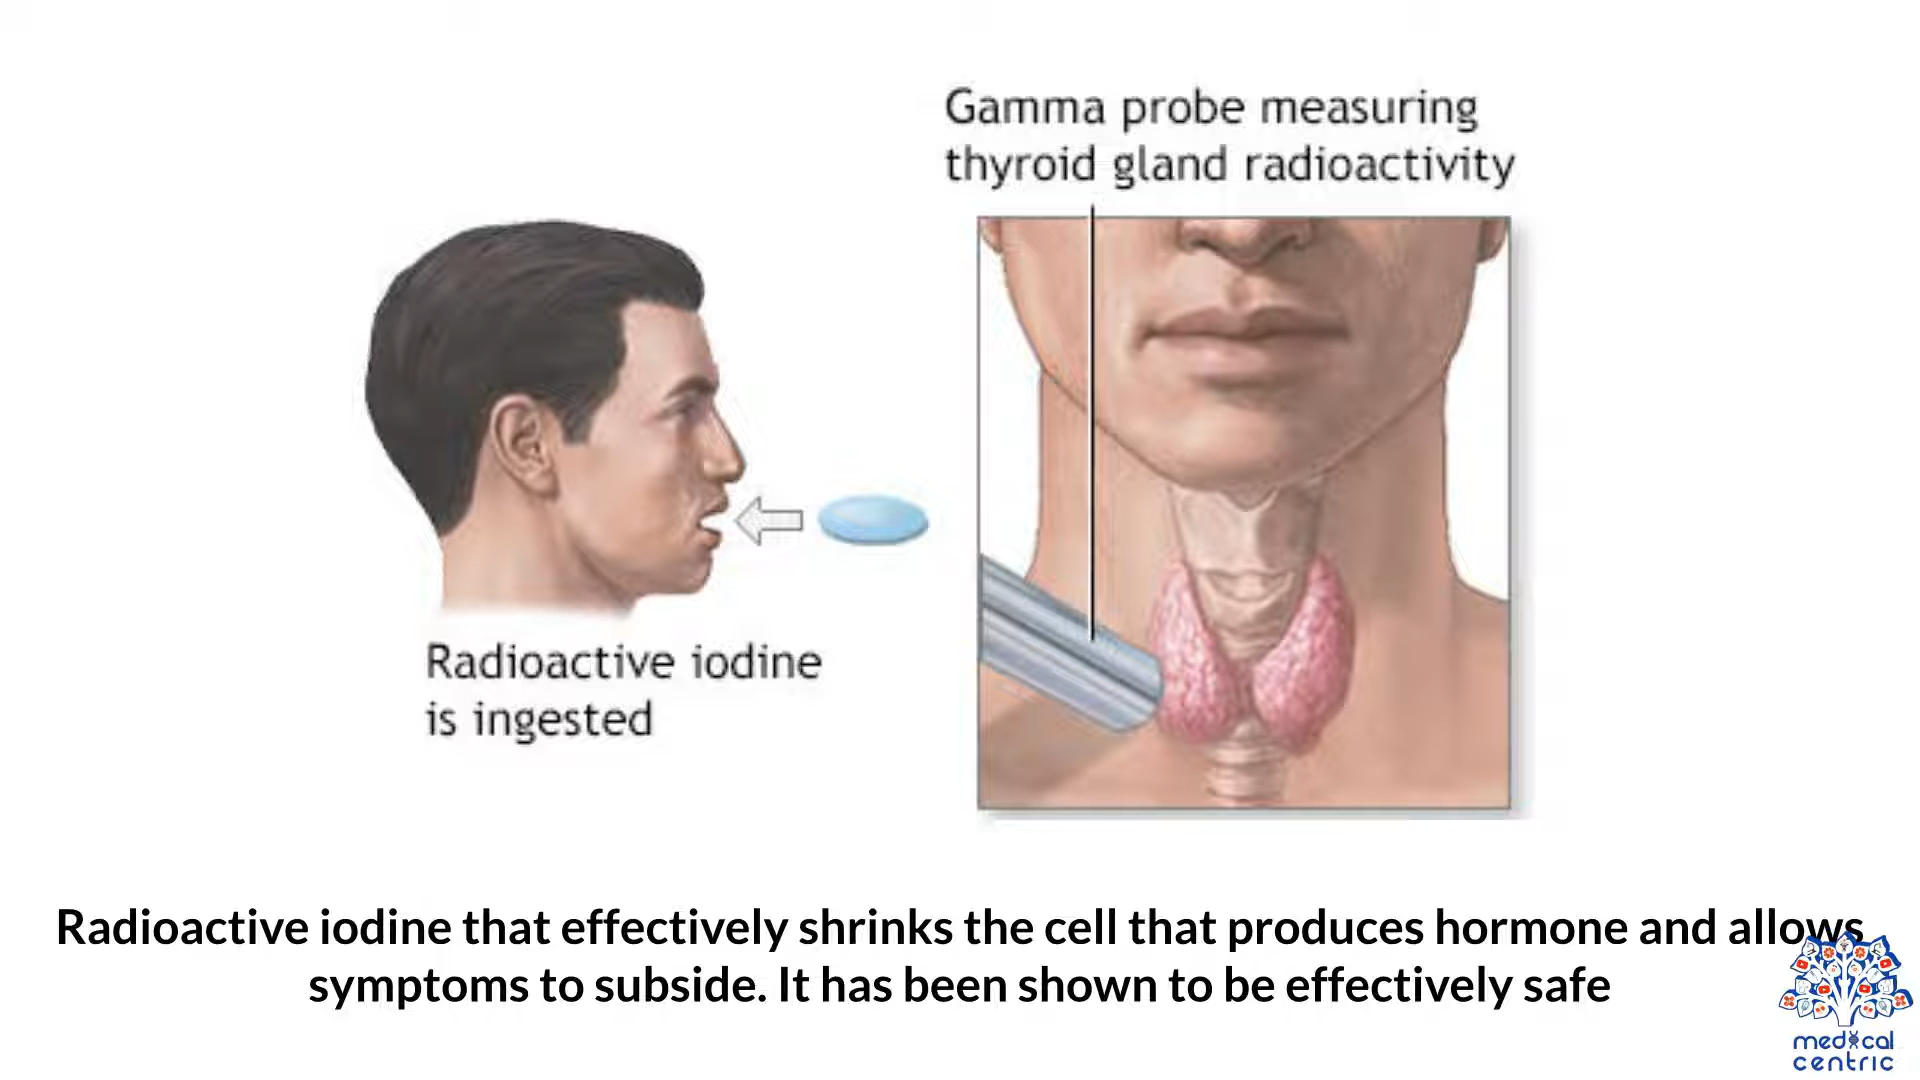 Gamma probe measuring
thyroid gland radioactivity
Radioactive iodine
is ingested
Radioactive iodine that effectively shrinks the cell that produces hormone and allows
symptoms to subside. It has been shown to be effectively safe
medical
centric